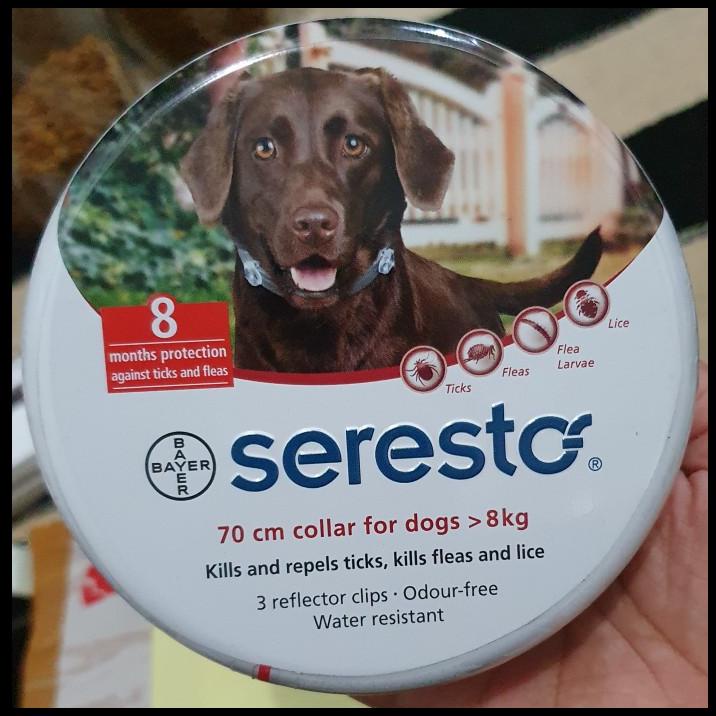 8
months protection
against ticks and fleas
Ticks
Fleas
Flea
Larvae
Lice
BAYER
BAYER
seresto®
70 cm collar for dogs >8kg
Kills and repels ticks, kills fleas and lice
3 reflector clips · Odour-free
Water resistant